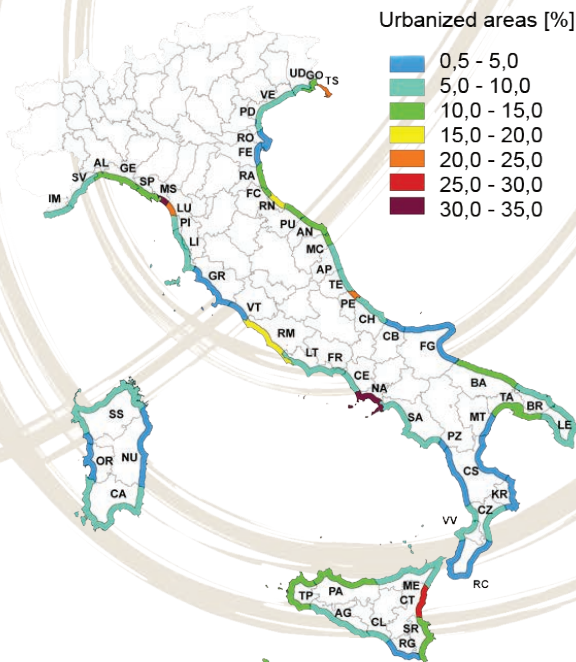 Urbanized areas [%]
0,5 - 5,0
5,0 - 10,0
10,0 - 15,0
15,0 - 20,0
20,0 - 25,0
25,0 - 30,0
30,0 - 35,0
UD GO TS
VE
PD
RO
FE
AL
GE
SV
SP
MS
IM
RA
FC
RN
LU
PI
PU
AN
LI
MC
AP
GR
TE
PE
VT
CH
CB
RM
FG
LT
FR
BA
CE
TA
NA
BR
MT
SS
SA
LE
PZ
OR
NU
CS
KR
CA
CZ
VV
RC
ME
TP
PA
CT
AG
CL
SR
RG